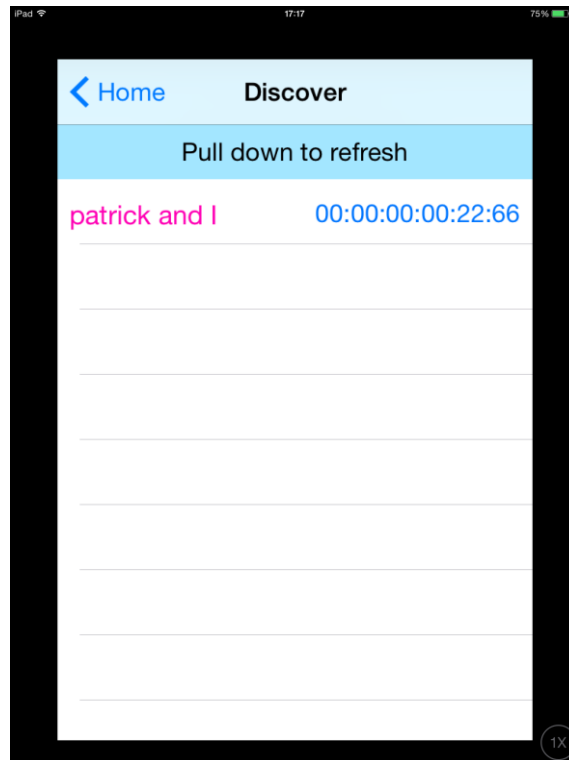 iPad 17:17 75%
Home Discover
Pull down to refresh
patrick and I 00:00:00:00:22:66
1X